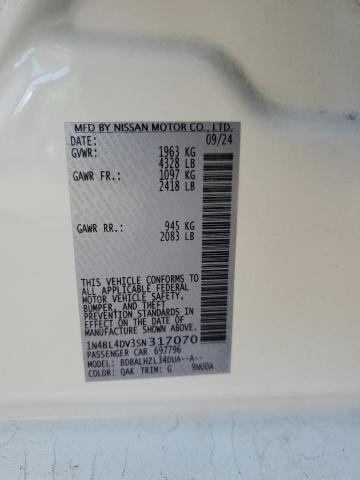 MFD BY NISSAN MOTOR CO., LTD.
DATE: 09/24
GVWR: 1963 KG
4328 LB
GAWR FR.: 1097 KG
2418 LB
GAWR RR.: 945 KG
2083 LB
THIS VEHICLE CONFORMS TO
ALL APPLICABLE FEDERAL
MOTOR VEHICLE SAFETY,
BUMPER, AND THEFT
PREVENTION STANDARDS IN
EFFECT ON THE DATE OF
MANUFACTURE SHOWN ABOVE.
1N4BL4DV3SN317070
PASSENGER CAR 697796
MODEL: BDBALHZL34DUA--A--
COLOR: QAK TRIM: G 9NUDA